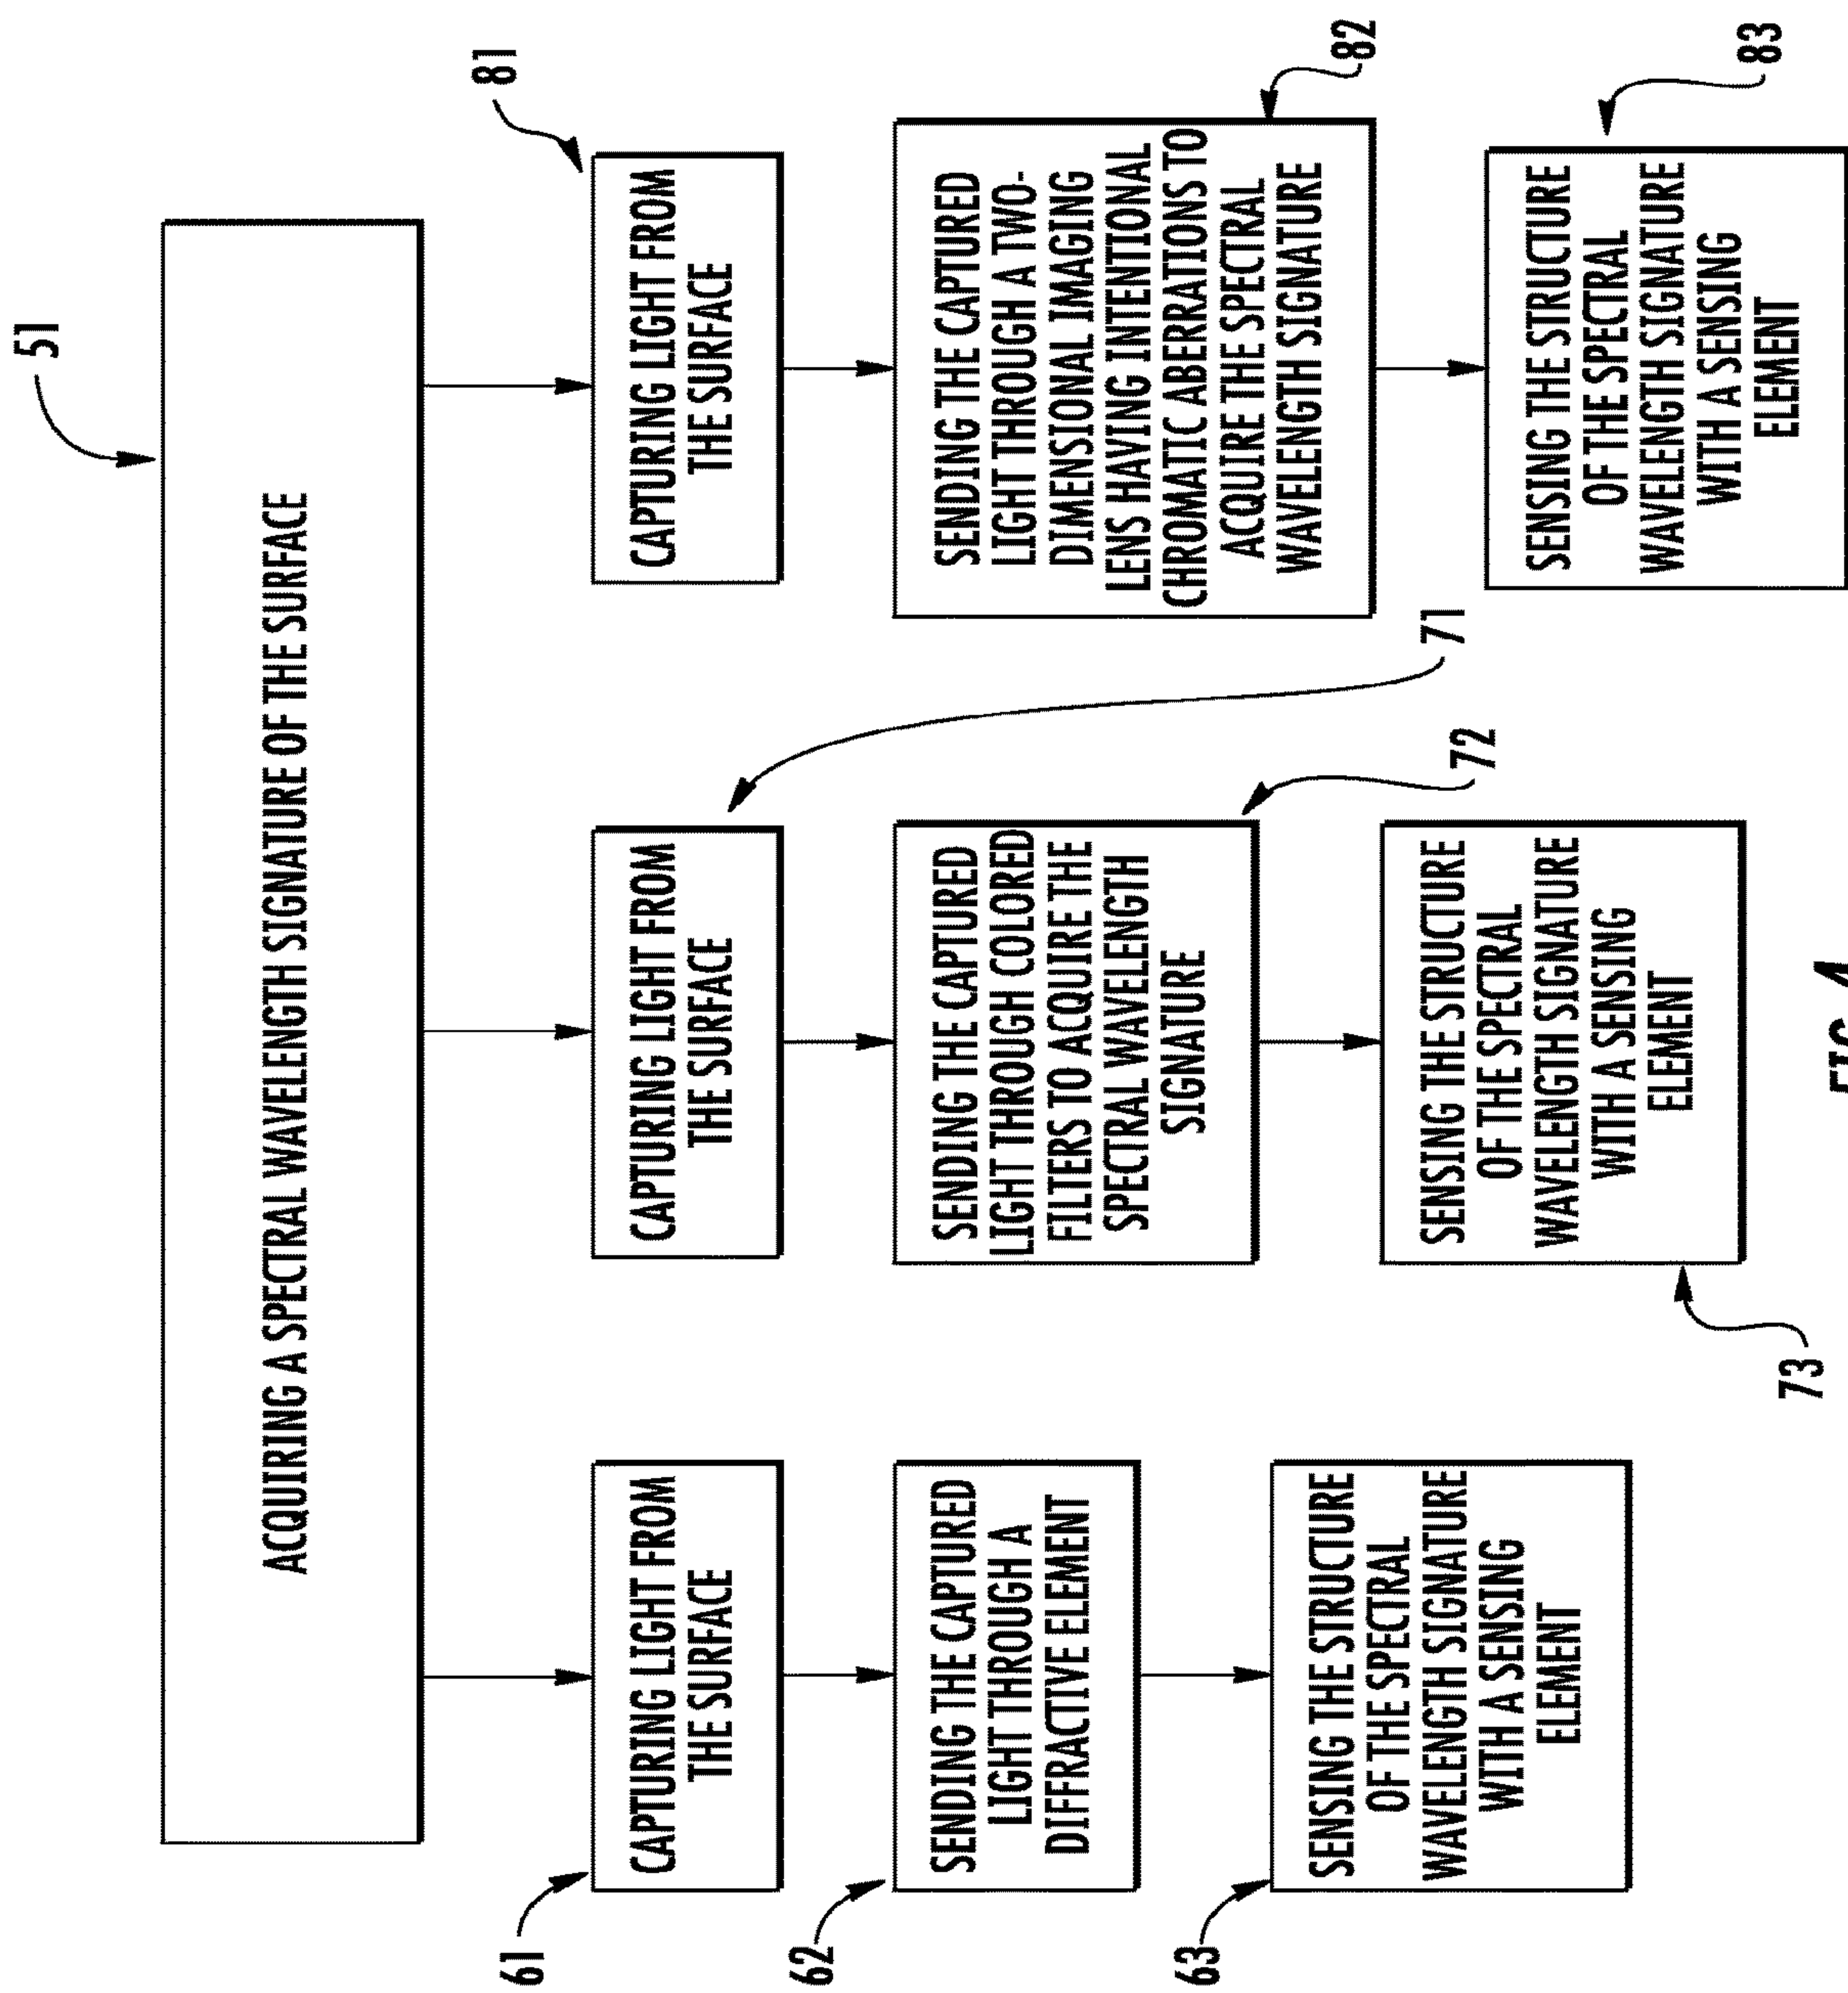 51
ACQUIRING A SPECTRAL WAVELENGTH SIGNATURE OF THE SURFACE
61
CAPTURING LIGHT FROM
THE SURFACE
62
SENDING THE CAPTURED
LIGHT THROUGH A
DIFFRACTIVE ELEMENT
63
SENSING THE STRUCTURE
OF THE SPECTRAL
WAVELENGTH SIGNATURE
WITH A SENSING
ELEMENT
71
CAPTURING LIGHT FROM
THE SURFACE
72
SENDING THE CAPTURED
LIGHT THROUGH COLORED
FILTERS TO ACQUIRE THE
SPECTRAL WAVELENGTH
SIGNATURE
73
SENSING THE STRUCTURE
OF THE SPECTRAL
WAVELENGTH SIGNATURE
WITH A SENSING
ELEMENT
81
CAPTURING LIGHT FROM
THE SURFACE
82
SENDING THE CAPTURED
LIGHT THROUGH A TWO-
DIMENSIONAL IMAGING
LENS HAVING INTENTIONAL
CHROMATIC ABERRATIONS TO
ACQUIRE THE SPECTRAL
WAVELENGTH SIGNATURE
83
SENSING THE STRUCTURE
OF THE SPECTRAL
WAVELENGTH SIGNATURE
WITH A SENSING
ELEMENT
FIG. 4